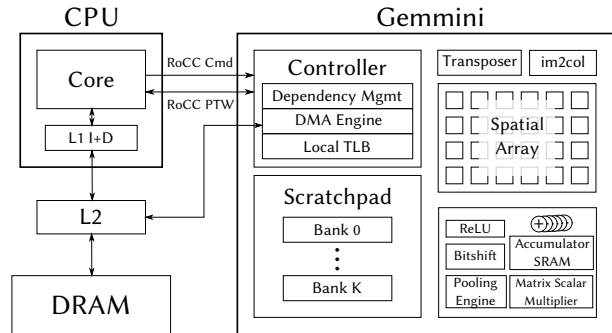 CPU
Core
L1 I+D
L2
DRAM
RoCC Cmd
RoCC PTW
Gemmini
Controller
Dependency Mgmt
DMA Engine
Local TLB
Scratchpad
Bank 0
Bank K
Transposer
im2col
Spatial
Array
ReLU
Bitshift
Accumulator
SRAM
Pooling
Engine
Matrix Scalar
Multiplier